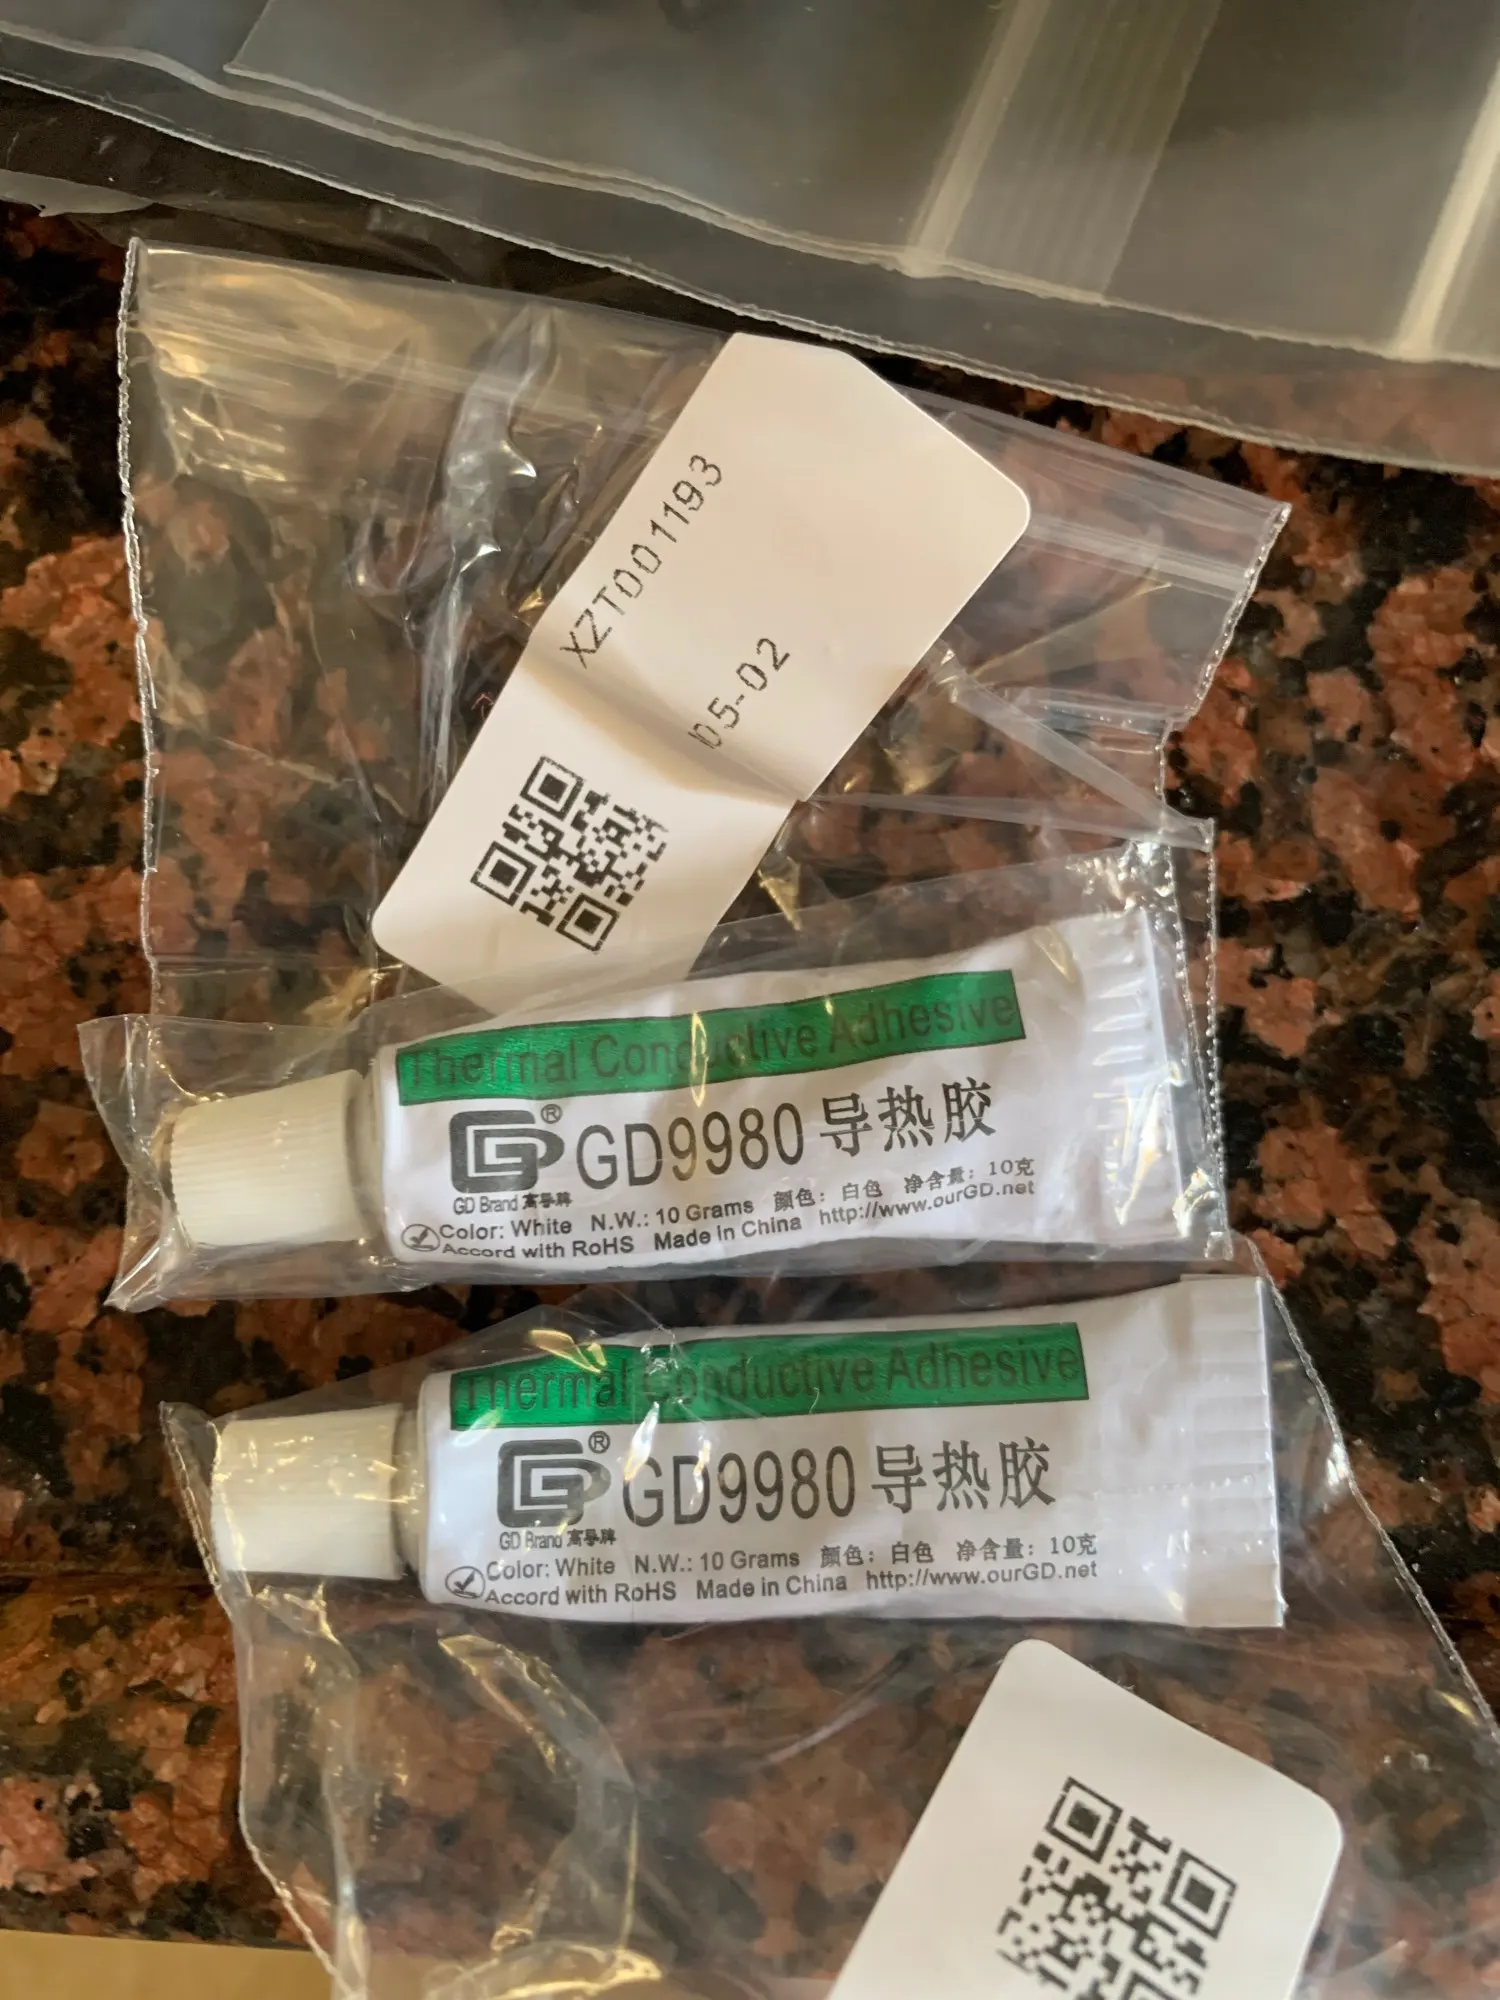 XZT001193
05-02
Thermal Conductive Adhesive
GD® GD9980 导热胶
GD Brand 高导牌
Color: White N.W.: 10 Grams 颜色：白色 净含量：10克
Accord with RoHS Made in China http://www.ourGD.net
Thermal Conductive Adhesive
GD® GD9980 导热胶
GD Brand 高导牌
Color: White N.W.: 10 Grams 颜色：白色 净含量：10克
Accord with RoHS Made in China http://www.ourGD.net